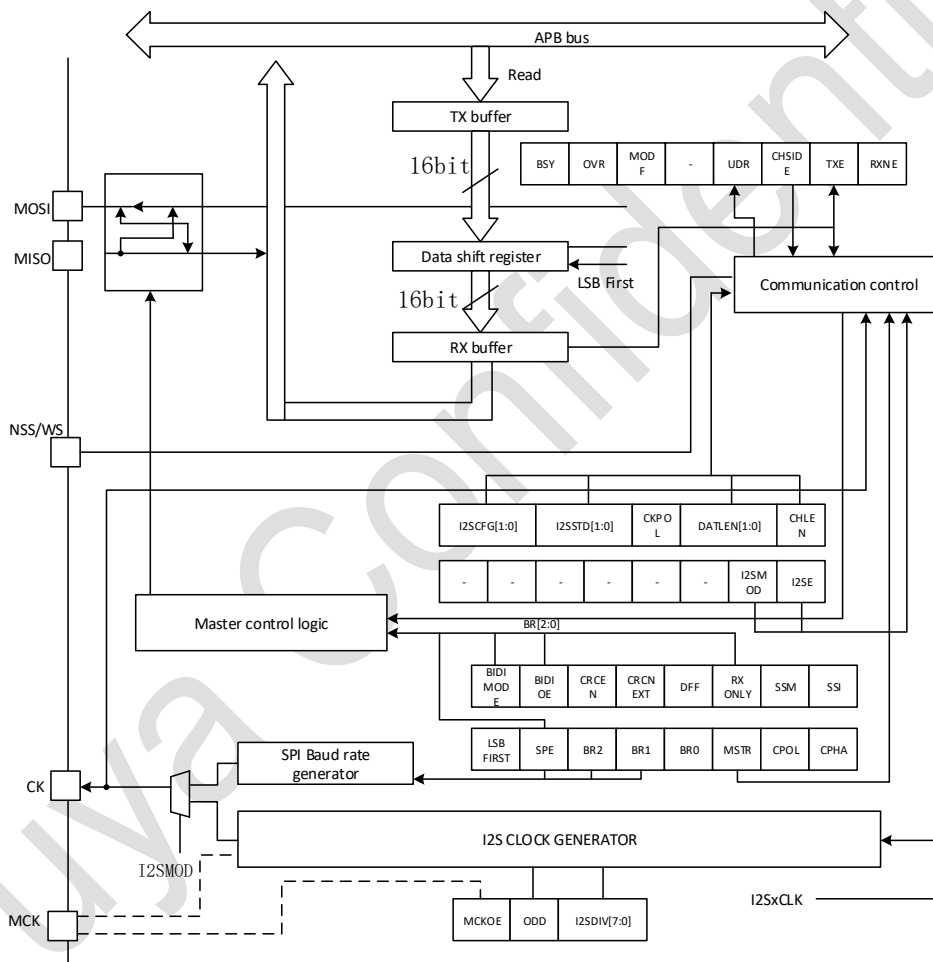 APB bus
Read
TX buffer
16bit
BSY OVR MOD
F - UDR CHSID
E TXE RXNE
MOSI
MISO
Data shift register
LSB First
Communication control
16bit
RX buffer
NSS/WS
I2SCFG[1:0] I2SSTD[1:0] CKPO
L DATLEN[1:0] CHLE
N
- - - - - - I2SM
OD I2SE
Master control logic
BR[2:0]
BIDI
MOD
E BIDI
OE CRCE
N CRCN
EXT DFF RX
ONLY SSM SSI
LSB
FIRST SPE BR2 BR1 BR0 MSTR CPOL CPHA
SPI Baud rate
generator
CK
I2S CLOCK GENERATOR
I2SMOD
MCK
MCKOE ODD I2SDIV[7:0]
I2SxCLK
uya Confidenti